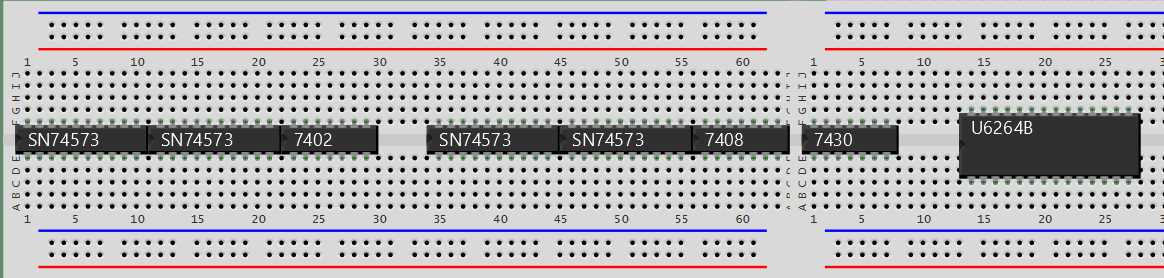 1 5 10 15 20 25 30 35 40 45 50 55 60 1 5 10 15 20 25
J J
I I
H H
G G
F F
SN74573 SN74573 7402 SN74573 SN74573 7408 7430 U6264B
E E
D D
C C
B B
A A
1 5 10 15 20 25 30 35 40 45 50 55 60 1 5 10 15 20 25